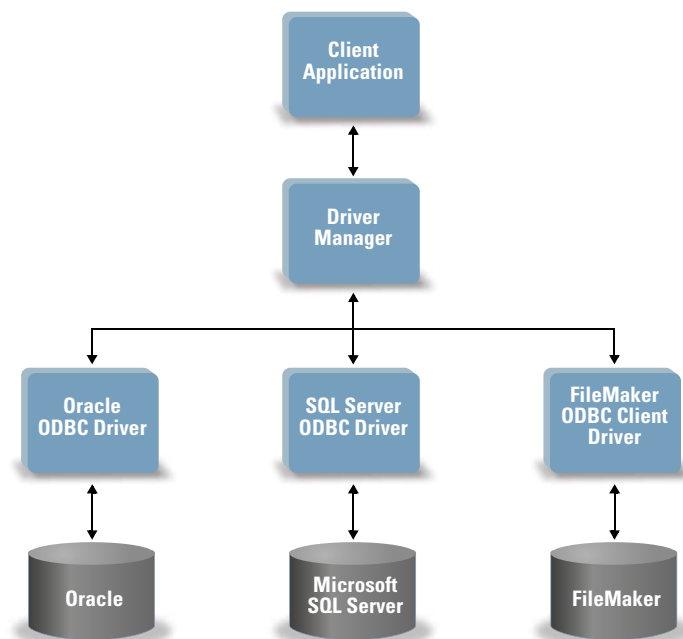 Client
Application
Driver
Manager
Oracle
ODBC Driver
SQL Server
ODBC Driver
FileMaker
ODBC Client
Driver
Oracle
Microsoft
SQL Server
FileMaker